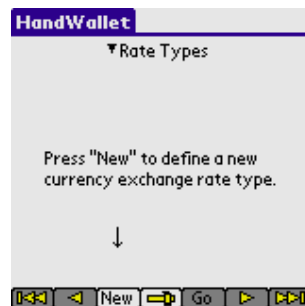 HandWallet
▼Rate Types
Press "New" to define a new
currency exchange rate type.
↓
New Go